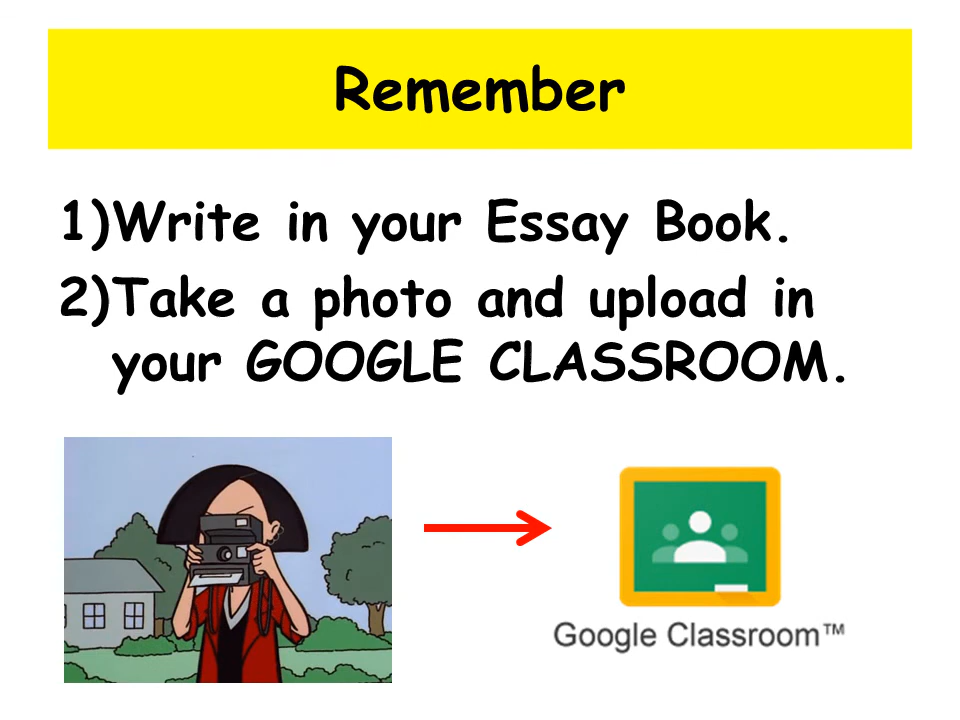 Remember
1)Write in your Essay Book.
2)Take a photo and upload in
your GOOGLE CLASSROOM.
Google Classroom™